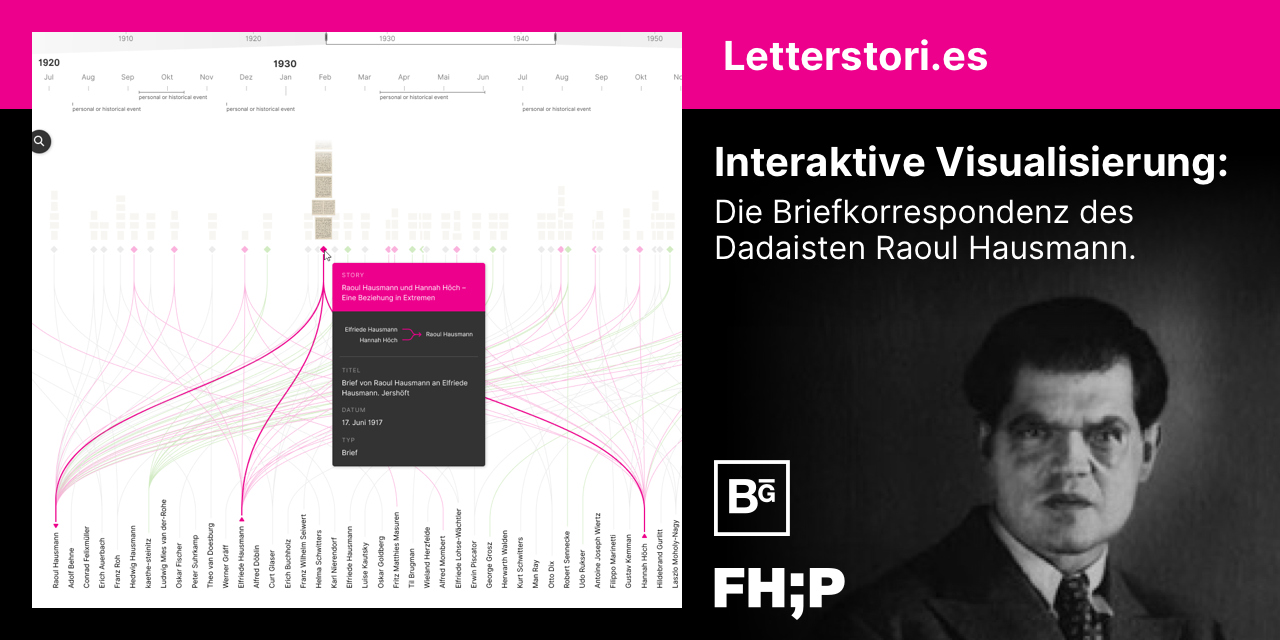 1910
1920
1930
1940
1950
1920
1930
Jul
Aug
Sep
Okt
Nov
Dez
Jan
Feb
Mar
Apr
Mai
Jun
Jul
Aug
Sep
Okt
personal or historical event
personal or historical event
personal or historical event
personal or historical event
personal or historical event
STORY
Raoul Hausmann und Hannah Höch –
Eine Beziehung in Extremen
Elfriede Hausmann
Hannah Höch
Raoul Hausmann
TITEL
Brief von Raoul Hausmann an Elfriede
Hausmann. Jershöft
DATUM
17. Juni 1917
TYP
Brief
Raoul Hausmann
Adolf Behne
Conrad Felixmüller
Erich Auerbach
Franz Roh
Hedwig Hausmann
kaethe-steinitz
Ludwig Mies van-der-Rohe
Oskar Fischer
Peter Suhrkamp
Theo van Doesburg
Werner Gräff
Elfriede Hausmann
Alfred Döblin
Curt Glaser
Erich Buchholz
Franz Wilhelm Seiwert
Helma Schwitters
Karl Nierendorf
Elfriede Hausmann
Luise Kautsky
Oskar Goldberg
Fritz Matthies Masuren
Til Brugman
Wieland Herzfelde
Alfred Mombert
Elfriede Lohse-Wächtler
Erwin Piscator
George Grosz
Herwarth Walden
Kurt Schwitters
Man Ray
Otto Dix
Robert Sennecke
Udo Rukser
Antoine Joseph Wiertz
Filippo Marinetti
Gustav Kemman
Hannah Höch
Hildebrand Gurlitt
Laszlo Moholy-Nagy
Letterstori.es
Interaktive Visualisierung:
Die Briefkorrespondenz des
Dadaisten Raoul Hausmann.
BG
FH;P